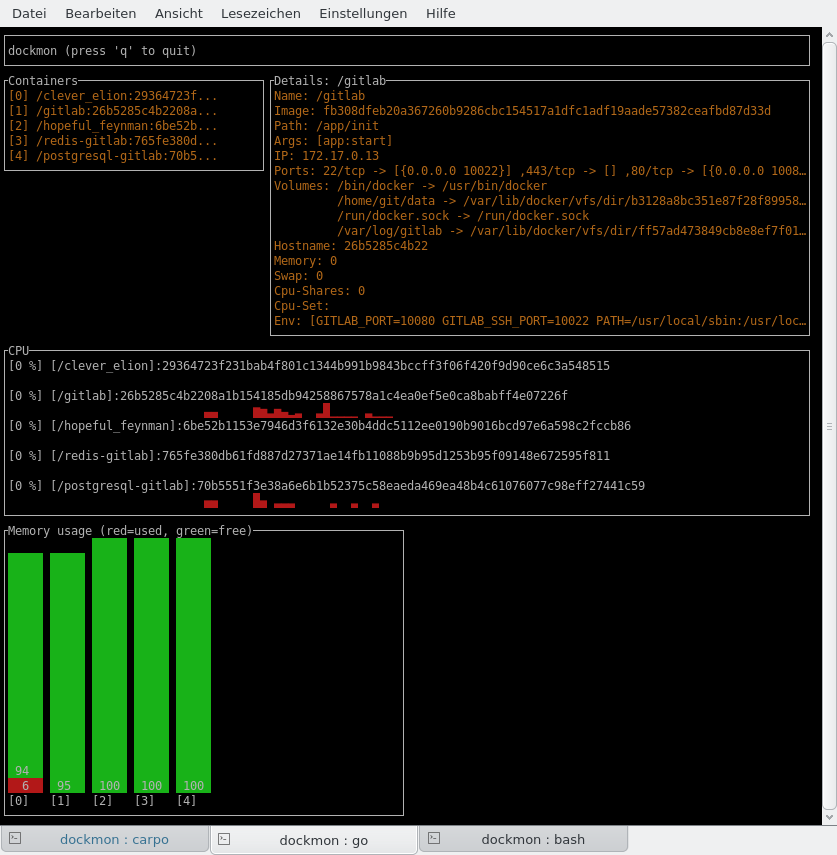 Datei Bearbeiten Ansicht Lesezeichen Einstellungen Hilfe
dockmon (press 'q' to quit)
Containers
[0] /clever_elion:29364723f...
[1] /gitlab:26b5285c4b2208a...
[2] /hopeful_feynman:6be52b...
[3] /redis-gitlab:765fe380d...
[4] /postgresql-gitlab:70b5...
Details: /gitlab
Name: /gitlab
Image: fb308dfeb20a367260b9286cbc154517a1dfc1adf19aade57382ceafbd87d33d
Path: /app/init
Args: [app:start]
IP: 172.17.0.13
Ports: 22/tcp -> [{0.0.0.0 10022}] ,443/tcp -> [] ,80/tcp -> [{0.0.0.0 1008…
Volumes: /bin/docker -> /usr/bin/docker
/home/git/data -> /var/lib/docker/vfs/dir/b3128a8bc351e87f28f89958…
/run/docker.sock -> /run/docker.sock
/var/log/gitlab -> /var/lib/docker/vfs/dir/ff57ad473849cb8e8ef7f01…
Hostname: 26b5285c4b22
Memory: 0
Swap: 0
Cpu-Shares: 0
Cpu-Set:
Env: [GITLAB_PORT=10080 GITLAB_SSH_PORT=10022 PATH=/usr/local/sbin:/usr/loc…
CPU
[0 %] [/clever_elion]:29364723f231bab4f801c1344b991b9843bccff3f06f420f9d90ce6c3a548515
[0 %] [/gitlab]:26b5285c4b2208a1b154185db94258867578a1c4ea0ef5e0ca8babff4e07226f
[0 %] [/hopeful_feynman]:6be52b1153e7946d3f6132e30b4ddc5112ee0190b9016bcd97e6a598c2fccb86
[0 %] [/redis-gitlab]:765fe380db61fd887d27371ae14fb11088b9b95d1253b95f09148e672595f811
[0 %] [/postgresql-gitlab]:70b5551f3e38a6e6b1b52375c58eaeda469ea48b4c61076077c98eff27441c59
Memory usage (red=used, green=free)
94
6 95 100 100 100
[0] [1] [2] [3] [4]
dockmon : carpo dockmon : go dockmon : bash